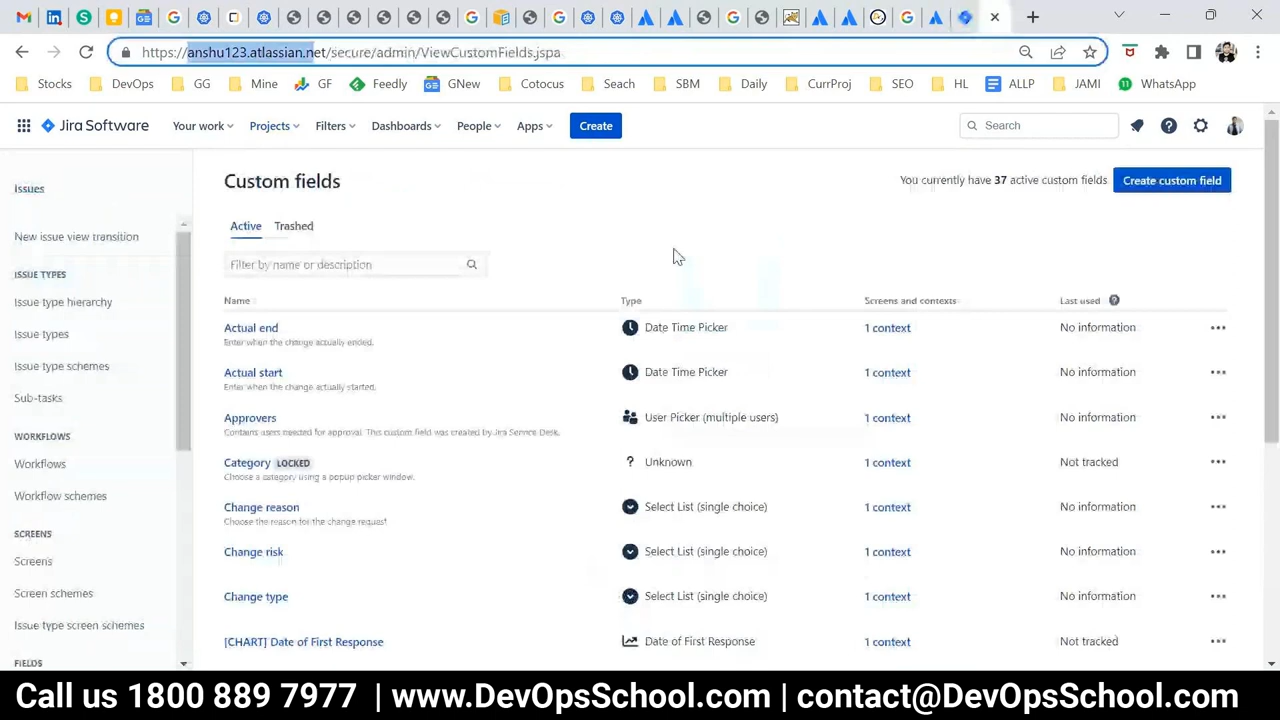 https://anshu123.atlassian.net/secure/admin/ViewCustomFields.jspa
Stocks DevOps GG Mine GF Feedly GNew Cotocus Seach SBM Daily CurrProj SEO HL ALLP JAMI 11 WhatsApp
Jira Software Your work Projects Filters Dashboards People Apps Create Search
Issues
New issue view transition
ISSUE TYPES
Issue type hierarchy
Issue types
Issue type schemes
Sub-tasks
WORKFLOWS
Workflows
Workflow schemes
SCREENS
Screens
Screen schemes
Issue type screen schemes
FIELDS
Custom fields
You currently have 37 active custom fields Create custom field
Active Trashed
Filter by name or description
Name Type Screens and contexts Last used
Actual end Date Time Picker 1 context No information
Enter when the change actually ended.
Actual start Date Time Picker 1 context No information
Enter when the change actually started.
Approvers User Picker (multiple users) 1 context No information
Contains users needed for approval. This custom field was created by Jira Service Desk.
Category LOCKED ? Unknown 1 context Not tracked
Choose a category using a popup picker window.
Change reason Select List (single choice) 1 context No information
Choose the reason for the change request
Change risk Select List (single choice) 1 context No information
Change type Select List (single choice) 1 context No information
[CHART] Date of First Response Date of First Response 1 context Not tracked
Call us 1800 889 7977 | www.DevOpsSchool.com | contact@DevOpsSchool.com